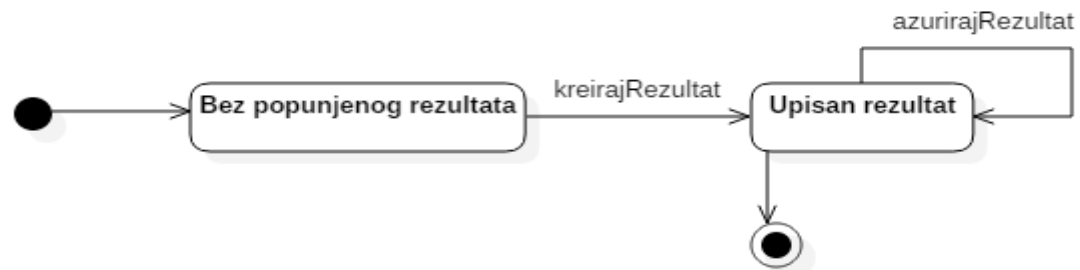 azurirajRezultat
kreirajRezultat
Bez popunjenog rezultata
Upisan rezultat